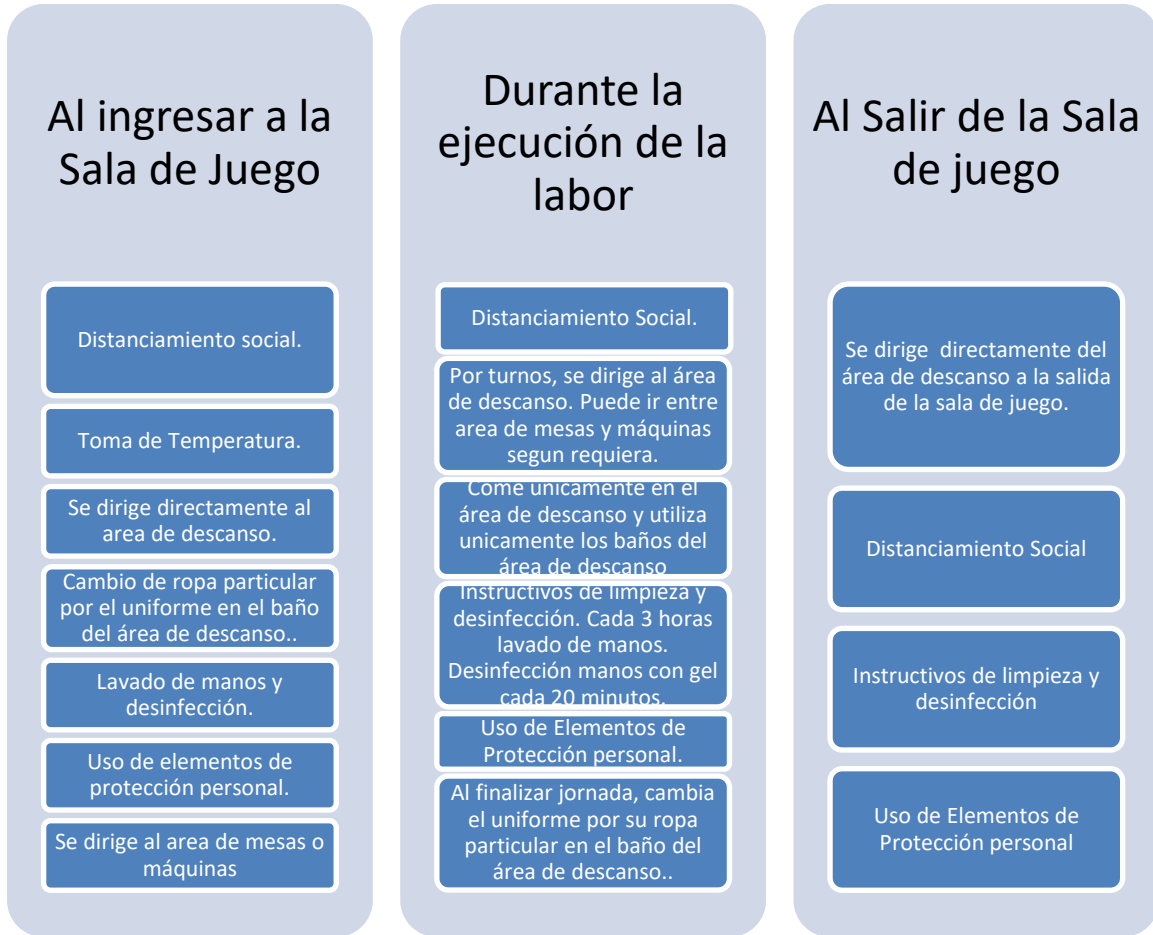 Al ingresar a la
Sala de Juego
Distanciamiento social.
Toma de Temperatura.
Se dirige directamente al
area de descanso.
Cambio de ropa particular
por el uniforme en el baño
del área de descanso..
Lavado de manos y
desinfección.
Uso de elementos de
protección personal.
Se dirige al area de mesas o
máquinas
Durante la
ejecución de la
labor
Distanciamiento Social.
Por turnos, se dirige al área
de descanso. Puede ir entre
area de mesas y máquinas
segun requiera.
Come unicamente en el
área de descanso y utiliza
unicamente los baños del
área de descanso
Instructivos de limpieza y
desinfección. Cada 3 horas
lavado de manos.
Desinfección manos con gel
cada 20 minutos.
Uso de Elementos de
Protección personal.
Al finalizar jornada, cambia
el uniforme por su ropa
particular en el baño del
área de descanso..
Al Salir de la Sala
de juego
Se dirige  directamente del
área de descanso a la salida
de la sala de juego.
Distanciamiento Social
Instructivos de limpieza y
desinfección
Uso de Elementos de
Protección personal